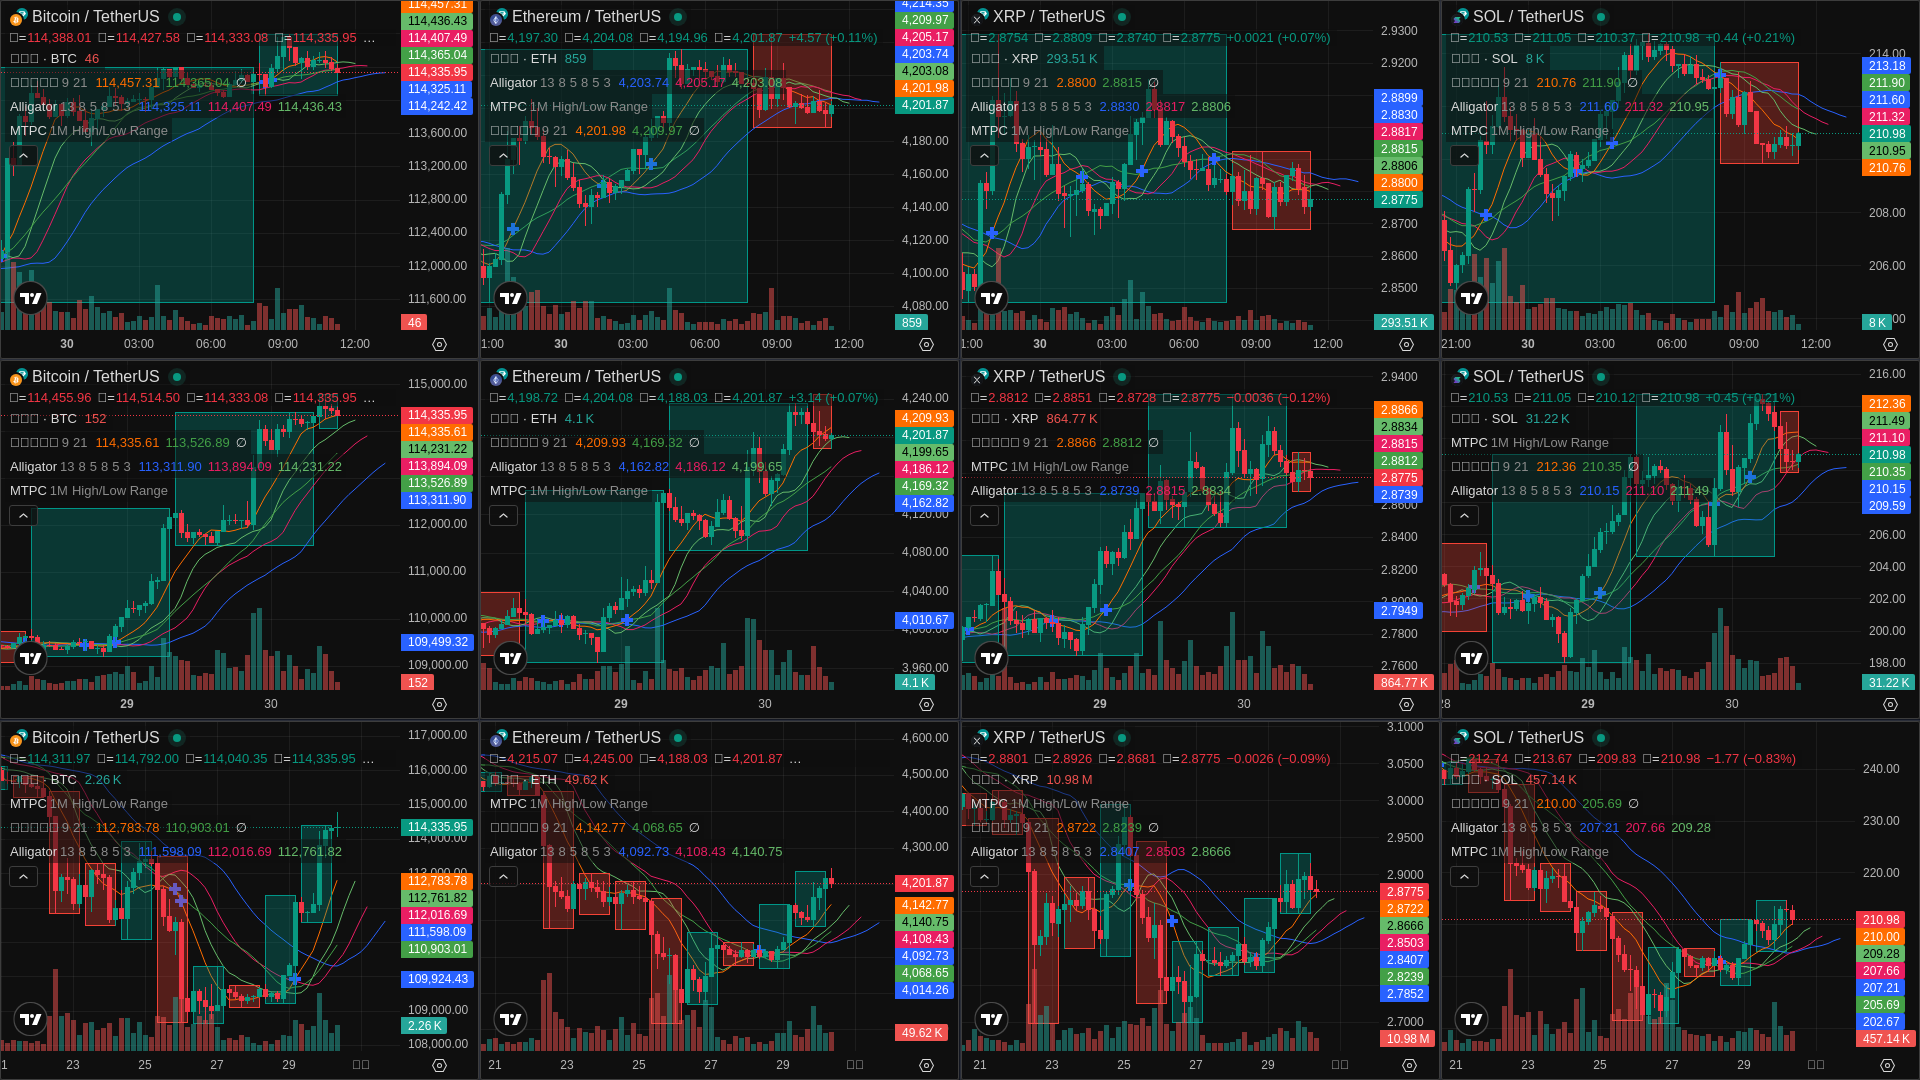 Bitcoin / TetherUS
=114,388.01 =114,427.58 =114,333.08 =114,335.95 …
· BTC 46
9 21 114,457.31 114,365.04 ∅
Alligator 13 8 5 8 5 3 114,325.11 114,407.49 114,436.43
MTPC 1M High/Low Range
114,457.31
114,436.43
114,407.49
114,365.04
114,335.95
114,325.11
114,242.42
113,600.00
113,200.00
112,800.00
112,400.00
112,000.00
111,600.00
46
30 03:00 06:00 09:00 12:00
Ethereum / TetherUS
=4,197.30 =4,204.08 =4,194.96 =4,201.87 +4.57 (+0.11%)
· ETH 859
Alligator 13 8 5 8 5 3 4,203.74 4,205.17 4,203.08
MTPC 1M High/Low Range
9 21 4,201.98 4,209.97 ∅
4,214.35
4,209.97
4,205.17
4,203.74
4,203.08
4,201.98
4,201.87
4,180.00
4,160.00
4,140.00
4,120.00
4,100.00
4,080.00
859
1:00 30 03:00 06:00 09:00 12:00
XRP / TetherUS
=2.8754 =2.8809 =2.8740 =2.8775 +0.0021 (+0.07%)
· XRP 293.51 K
9 21 2.8800 2.8815 ∅
Alligator 13 8 5 8 5 3 2.8830 2.8817 2.8806
MTPC 1M High/Low Range
2.9300
2.9200
2.8899
2.8830
2.8817
2.8815
2.8806
2.8800
2.8775
2.8700
2.8600
2.8500
293.51 K
1:00 30 03:00 06:00 09:00 12:00
SOL / TetherUS
=210.53 =211.05 =210.37 =210.98 +0.44 (+0.21%)
· SOL 8 K
9 21 210.76 211.90 ∅
Alligator 13 8 5 8 5 3 211.60 211.32 210.95
MTPC 1M High/Low Range
214.00
213.18
211.90
211.60
211.32
210.98
210.95
210.76
208.00
206.00
8 K
21:00 30 03:00 06:00 09:00 12:00
Bitcoin / TetherUS
=114,455.96 =114,514.50 =114,333.08 =114,335.95 …
· BTC 152
9 21 114,335.61 113,526.89 ∅
Alligator 13 8 5 8 5 3 113,311.90 113,894.09 114,231.22
MTPC 1M High/Low Range
115,000.00
114,335.95
114,335.61
114,231.22
113,894.09
113,526.89
113,311.90
112,000.00
111,000.00
110,000.00
109,499.32
109,000.00
152
29 30
Ethereum / TetherUS
=4,198.72 =4,204.08 =4,188.03 =4,201.87 +3.14 (+0.07%)
· ETH 4.1 K
9 21 4,209.93 4,169.32 ∅
Alligator 13 8 5 8 5 3 4,162.82 4,186.12 4,199.65
MTPC 1M High/Low Range
4,240.00
4,209.93
4,201.87
4,199.65
4,186.12
4,169.32
4,162.82
4,120.00
4,080.00
4,040.00
4,010.67
4,000.00
3,960.00
4.1 K
29 30
XRP / TetherUS
=2.8812 =2.8851 =2.8728 =2.8775 −0.0036 (−0.12%)
· XRP 864.77 K
9 21 2.8866 2.8812 ∅
MTPC 1M High/Low Range
Alligator 13 8 5 8 5 3 2.8739 2.8815 2.8834
2.9400
2.8866
2.8834
2.8815
2.8812
2.8775
2.8739
2.8600
2.8400
2.8200
2.8000
2.7949
2.7800
2.7600
864.77 K
29 30
SOL / TetherUS
=210.53 =211.05 =210.12 =210.98 +0.45 (+0.21%)
· SOL 31.22 K
MTPC 1M High/Low Range
9 21 212.36 210.35 ∅
Alligator 13 8 5 8 5 3 210.15 211.10 211.49
216.00
212.36
211.49
211.10
210.98
210.35
210.15
209.59
206.00
204.00
202.00
200.00
198.00
31.22 K
28 29 30
Bitcoin / TetherUS
=114,311.97 =114,792.00 =114,040.35 =114,335.95 …
· BTC 2.26 K
MTPC 1M High/Low Range
9 21 112,783.78 110,903.01 ∅
Alligator 13 8 5 8 5 3 111,598.09 112,016.69 112,761.82
117,000.00
116,000.00
115,000.00
114,335.95
114,000.00
112,783.78
112,761.82
112,016.69
111,598.09
110,903.01
109,924.43
109,000.00
2.26 K
108,000.00
1 23 25 27 29
Ethereum / TetherUS
=4,215.07 =4,245.00 =4,188.03 =4,201.87 …
· ETH 49.62 K
MTPC 1M High/Low Range
9 21 4,142.77 4,068.65 ∅
Alligator 13 8 5 8 5 3 4,092.73 4,108.43 4,140.75
4,600.00
4,500.00
4,400.00
4,300.00
4,201.87
4,142.77
4,140.75
4,108.43
4,092.73
4,068.65
4,014.26
49.62 K
21 23 25 27 29
XRP / TetherUS
=2.8801 =2.8926 =2.8681 =2.8775 −0.0026 (−0.09%)
· XRP 10.98 M
MTPC 1M High/Low Range
9 21 2.8722 2.8239 ∅
Alligator 13 8 5 8 5 3 2.8407 2.8503 2.8666
3.1000
3.0500
3.0000
2.9500
2.9000
2.8775
2.8722
2.8666
2.8503
2.8407
2.8239
2.7852
2.7000
10.98 M
21 23 25 27 29
SOL / TetherUS
=212.74 =213.67 =209.83 =210.98 −1.77 (−0.83%)
· SOL 457.14 K
9 21 210.00 205.69 ∅
Alligator 13 8 5 8 5 3 207.21 207.66 209.28
MTPC 1M High/Low Range
240.00
230.00
220.00
210.98
210.00
209.28
207.66
207.21
205.69
202.67
457.14 K
21 23 25 27 29